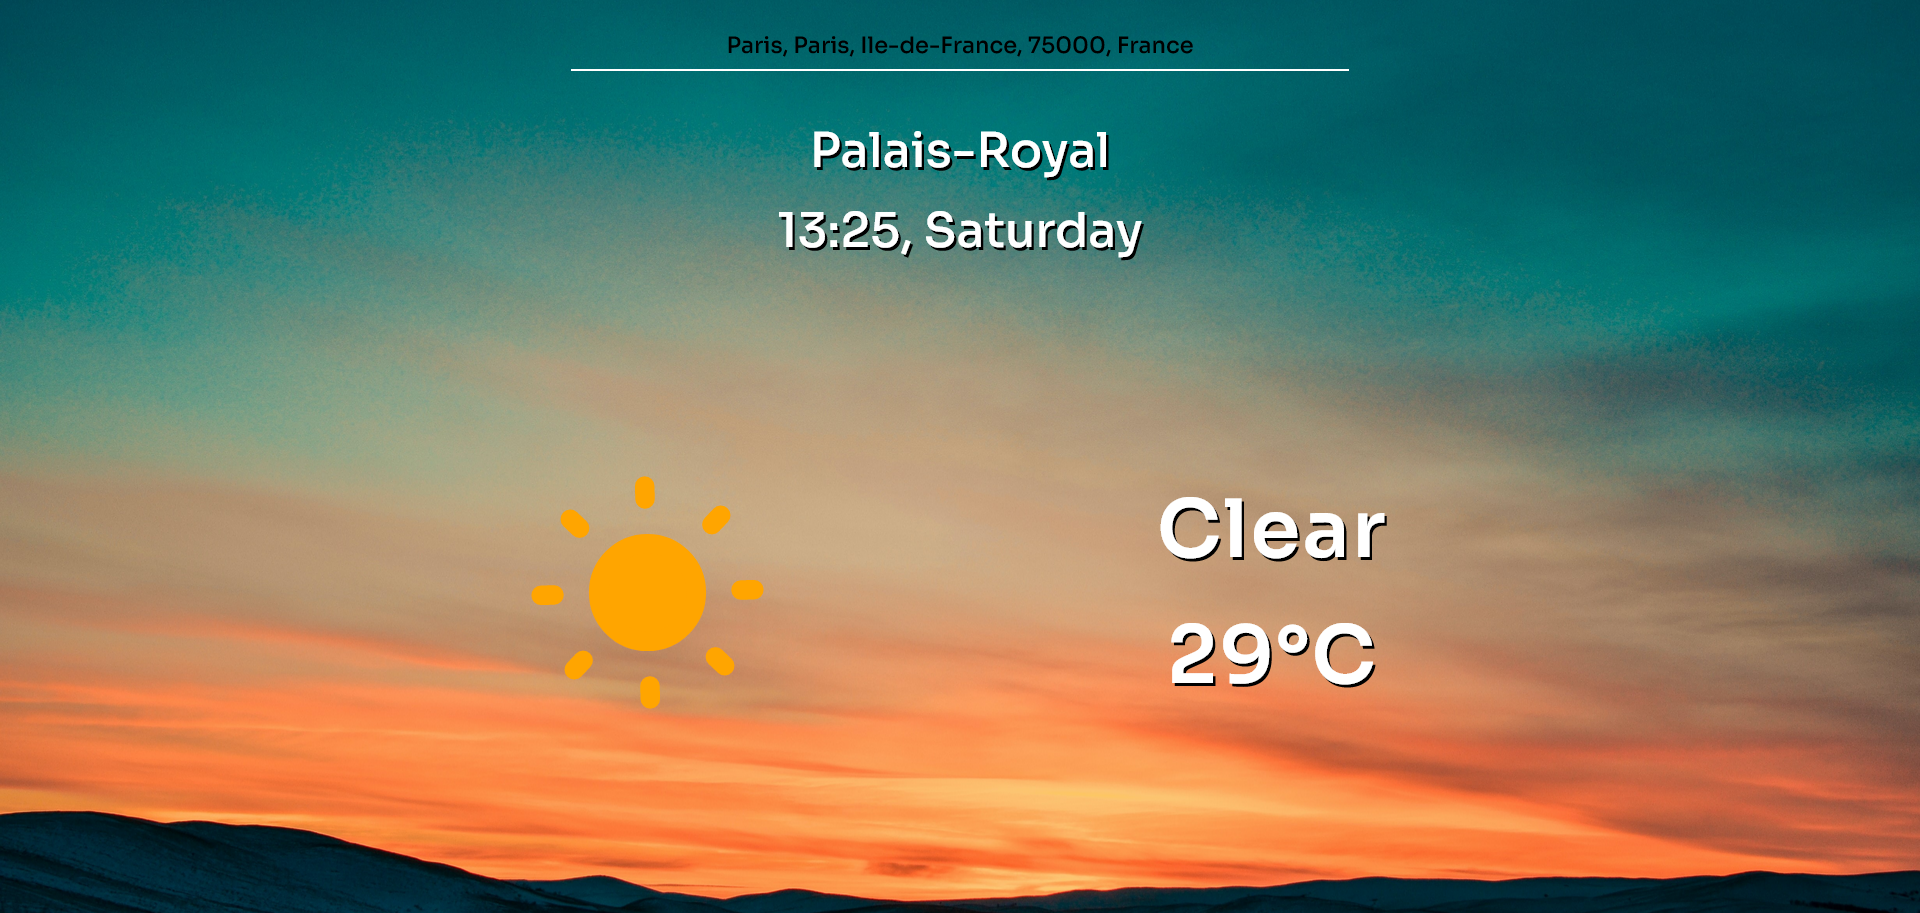 Paris, Paris, Ile-de-France, 75000, France
Palais-Royal
13:25, Saturday
Clear
29°C